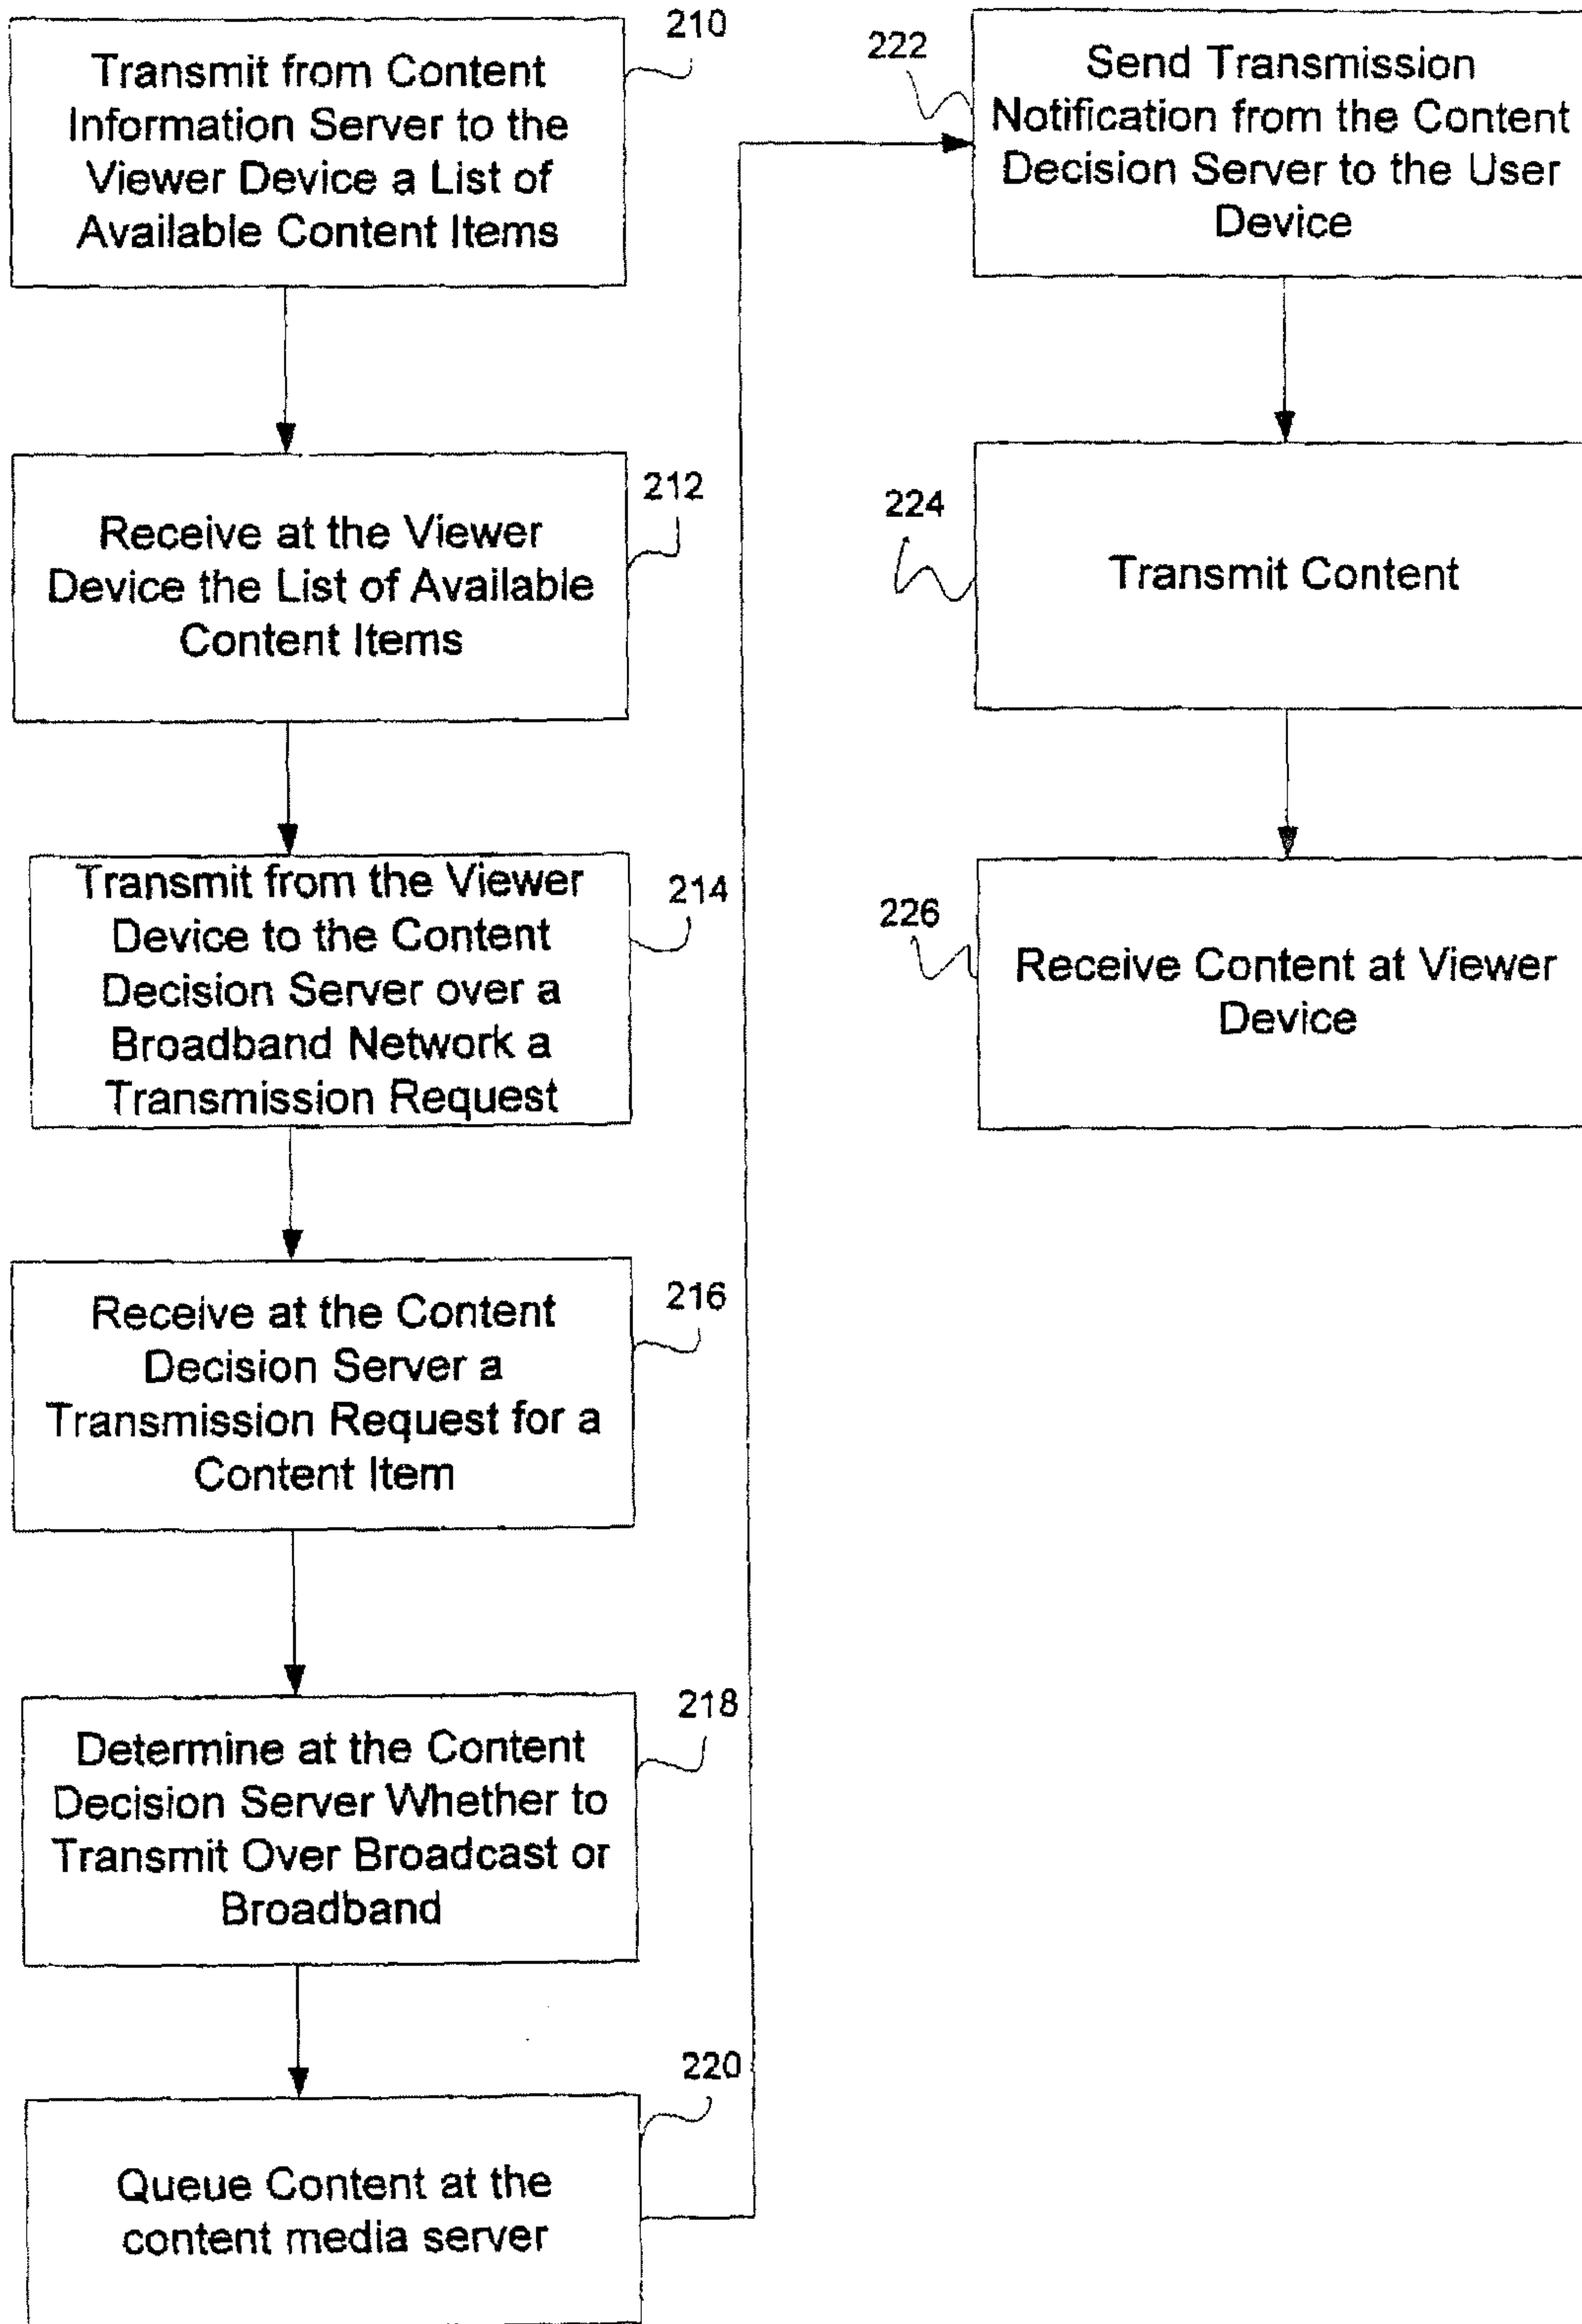 210
Transmit from Content
Information Server to the
Viewer Device a List of
Available Content Items
212
Receive at the Viewer
Device the List of Available
Content Items
214
Transmit from the Viewer
Device to the Content
Decision Server over a
Broadband Network a
Transmission Request
216
Receive at the Content
Decision Server a
Transmission Request for a
Content Item
218
Determine at the Content
Decision Server Whether to
Transmit Over Broadcast or
Broadband
220
Queue Content at the
content media server
222
Send Transmission
Notification from the Content
Decision Server to the User
Device
224
Transmit Content
226
Receive Content at Viewer
Device